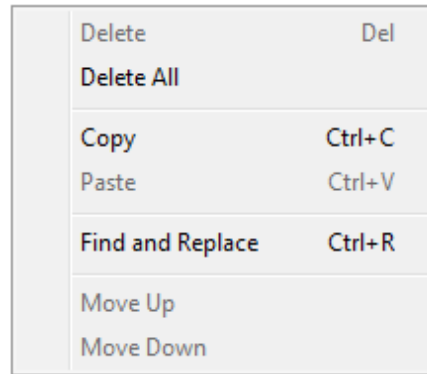 Delete Del
Delete All
Copy Ctrl+C
Paste Ctrl+V
Find and Replace Ctrl+R
Move Up
Move Down